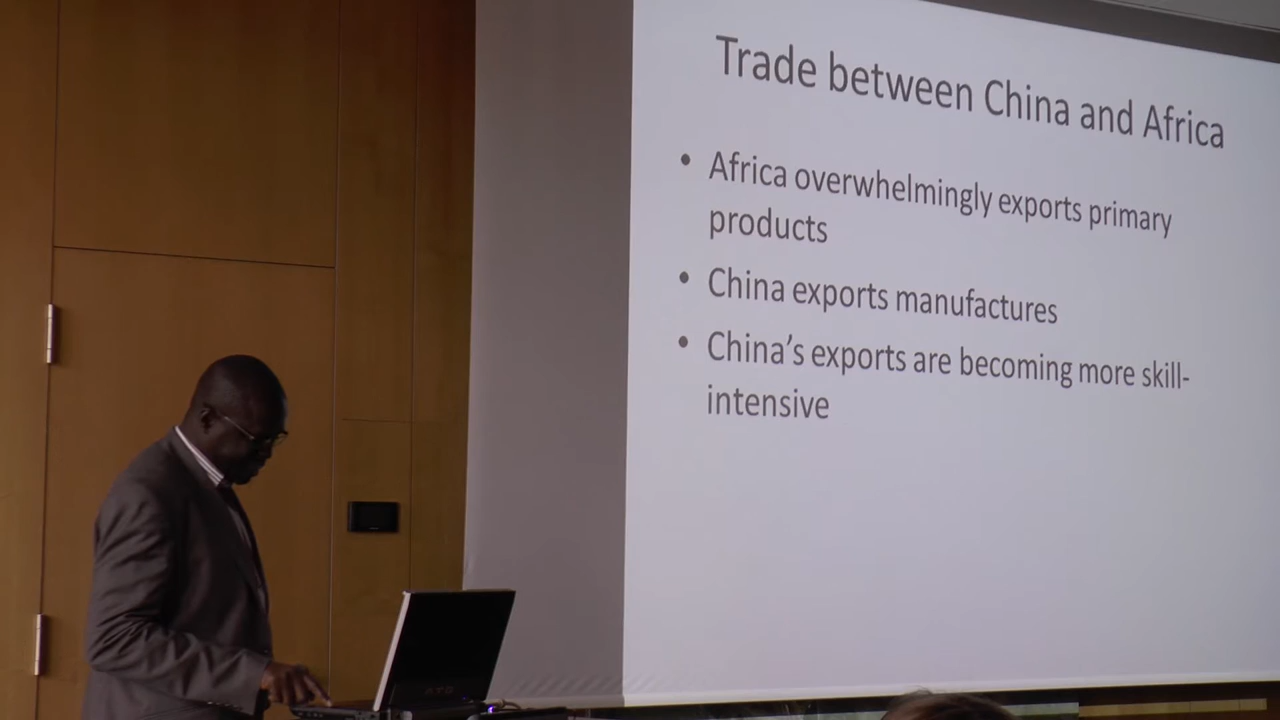 Trade between China and Africa
• Africa overwhelmingly exports primary
products
• China exports manufactures
• China's exports are becoming more skill-
intensive